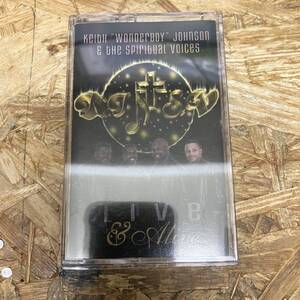 Keith "Wonderboy" Johnson
& the Spiritual Voices
Live
& Alive